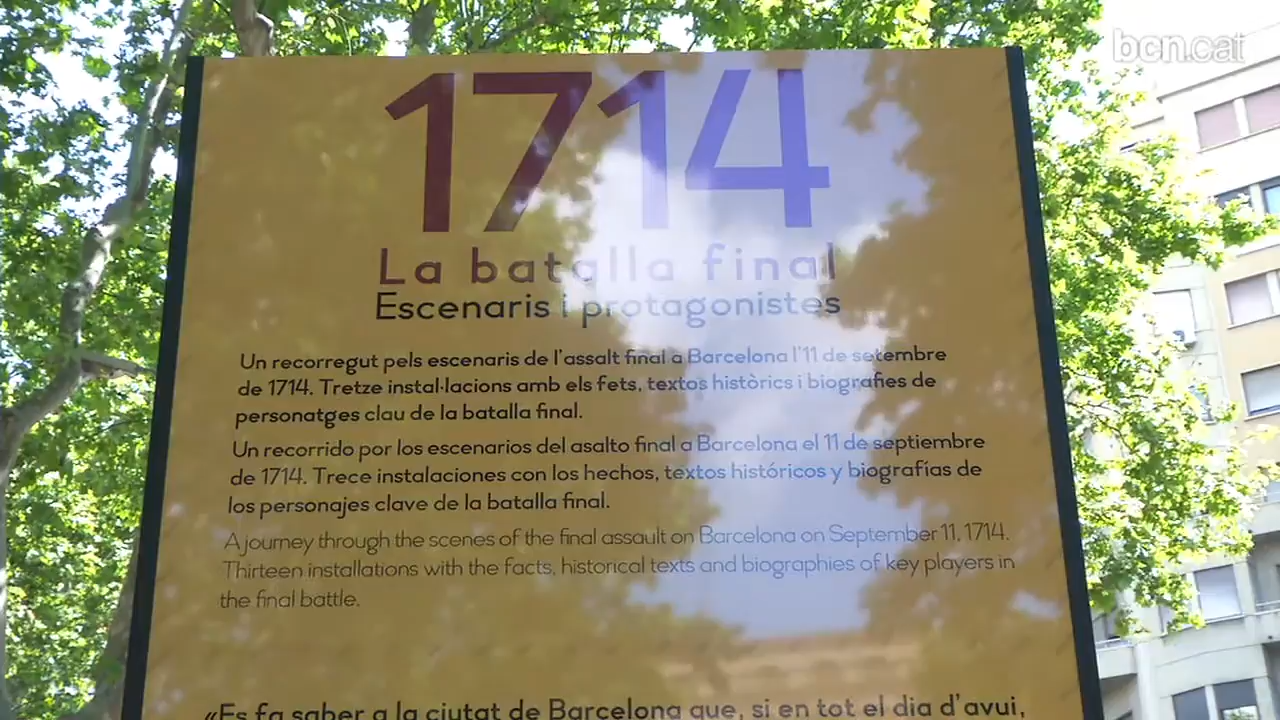 bcn.cat
1714
La batalla final
Escenaris i protagonistes
Un recorregut pels escenaris de l'assalt final a Barcelona l'11 de setembre
de 1714. Tretze instal·lacions amb els fets, textos històrics i biografies de
personatges clau de la batalla final.
Un recorrido por los escenarios del asalto final a Barcelona el 11 de septiembre
de 1714. Trece instalaciones con los hechos, textos históricos y biografías de
los personajes clave de la batalla final.
A journey through the scenes of the final assault on Barcelona on September 11, 1714.
Thirteen installations with the facts, historical texts and biographies of key players in
the final battle.
«Es fa saber a la ciutat de Barcelona que, si en tot el dia d'avui,